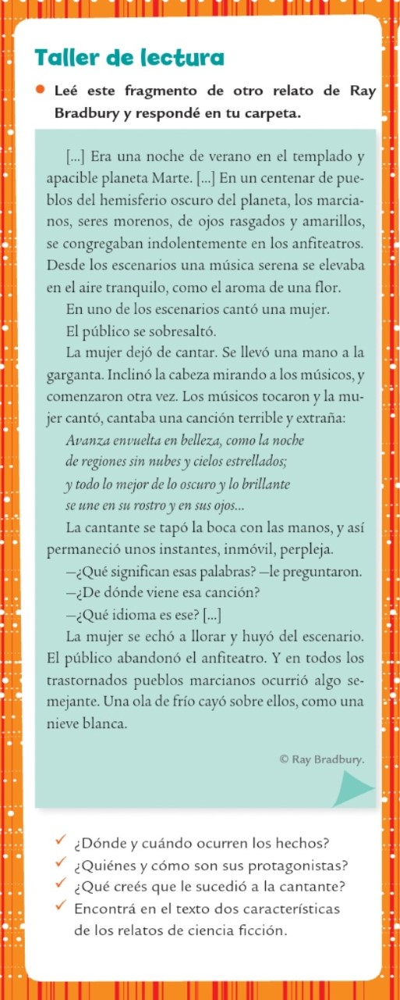 Taller de lectura
● Leé este fragmento de otro relato de Ray
Bradbury y respondé en tu carpeta.
[...] Era una noche de verano en el templado y
apacible planeta Marte. [...] En un centenar de pue-
blos del hemisferio oscuro del planeta, los marcia-
nos, seres morenos, de ojos rasgados y amarillos,
se congregaban indolentemente en los anfiteatros.
Desde los escenarios una música serena se elevaba
en el aire tranquilo, como el aroma de una flor.
En uno de los escenarios cantó una mujer.
El público se sobresaltó.
La mujer dejó de cantar. Se llevó una mano a la
garganta. Inclinó la cabeza mirando a los músicos, y
comenzaron otra vez. Los músicos tocaron y la mu-
jer cantó, cantaba una canción terrible y extraña:
Avanza envuelta en belleza, como la noche
de regiones sin nubes y cielos estrellados;
y todo lo mejor de lo oscuro y lo brillante
se une en su rostro y en sus ojos...
La cantante se tapó la boca con las manos, y así
permaneció unos instantes, inmóvil, perpleja.
—¿Qué significan esas palabras? —le preguntaron.
—¿De dónde viene esa canción?
—¿Qué idioma es ese? [...]
La mujer se echó a llorar y huyó del escenario.
El público abandonó el anfiteatro. Y en todos los
trastornados pueblos marcianos ocurrió algo se-
mejante. Una ola de frío cayó sobre ellos, como una
nieve blanca.
© Ray Bradbury.
✓ ¿Dónde y cuándo ocurren los hechos?
✓ ¿Quiénes y cómo son sus protagonistas?
✓ ¿Qué creés que le sucedió a la cantante?
✓ Encontrá en el texto dos características
de los relatos de ciencia ficción.